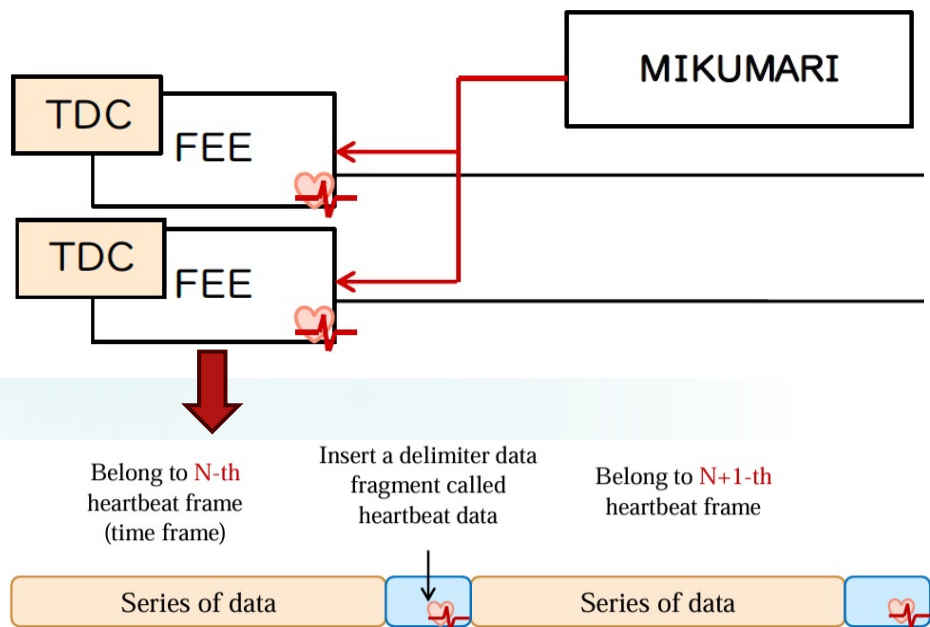 MIKUMARI
TDC
FEE
TDC
FEE
Belong to N-th
heartbeat frame
(time frame)
Insert a delimiter data
fragment called
heartbeat data
Belong to N+1-th
heartbeat frame
Series of data
Series of data